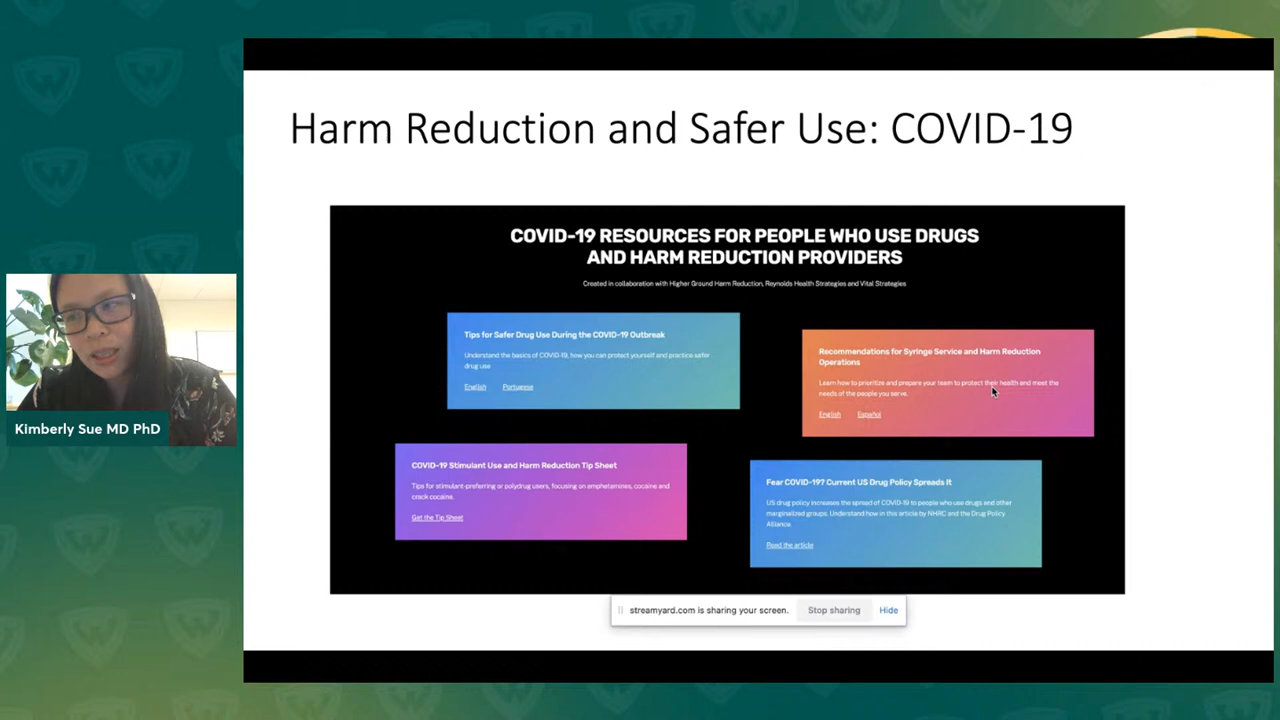 Harm Reduction and Safer Use: COVID-19
COVID-19 RESOURCES FOR PEOPLE WHO USE DRUGS
AND HARM REDUCTION PROVIDERS
Created in collaboration with Higher Ground Harm Reduction, Reynolds Health Strategies and Vital Strategies
Tips for Safer Drug Use During the COVID-19 Outbreak
Understand the basics of COVID-19, how you can protect yourself and practice safer
drug use
English Portuguese
Recommendations for Syringe Service and Harm Reduction
Operations
Learn how to prioritize and prepare your team to protect their health and meet the
needs of the people you serve.
English Español
COVID-19 Stimulant Use and Harm Reduction Tip Sheet
Tips for stimulant-preferring or polydrug users, focusing on emphetamines, cocaine and
crack cocaine.
Get the Tip Sheet
Fear COVID-19? Current US Drug Policy Spreads It
US drug policy increases the spread of COVID-19 to people who use drugs and other
marginalized groups. Understand how in this article by NHRC and the Drug Policy
Alliance.
Read the article
Kimberly Sue MD PhD
streamyard.com is sharing your screen.
Stop sharing
Hide